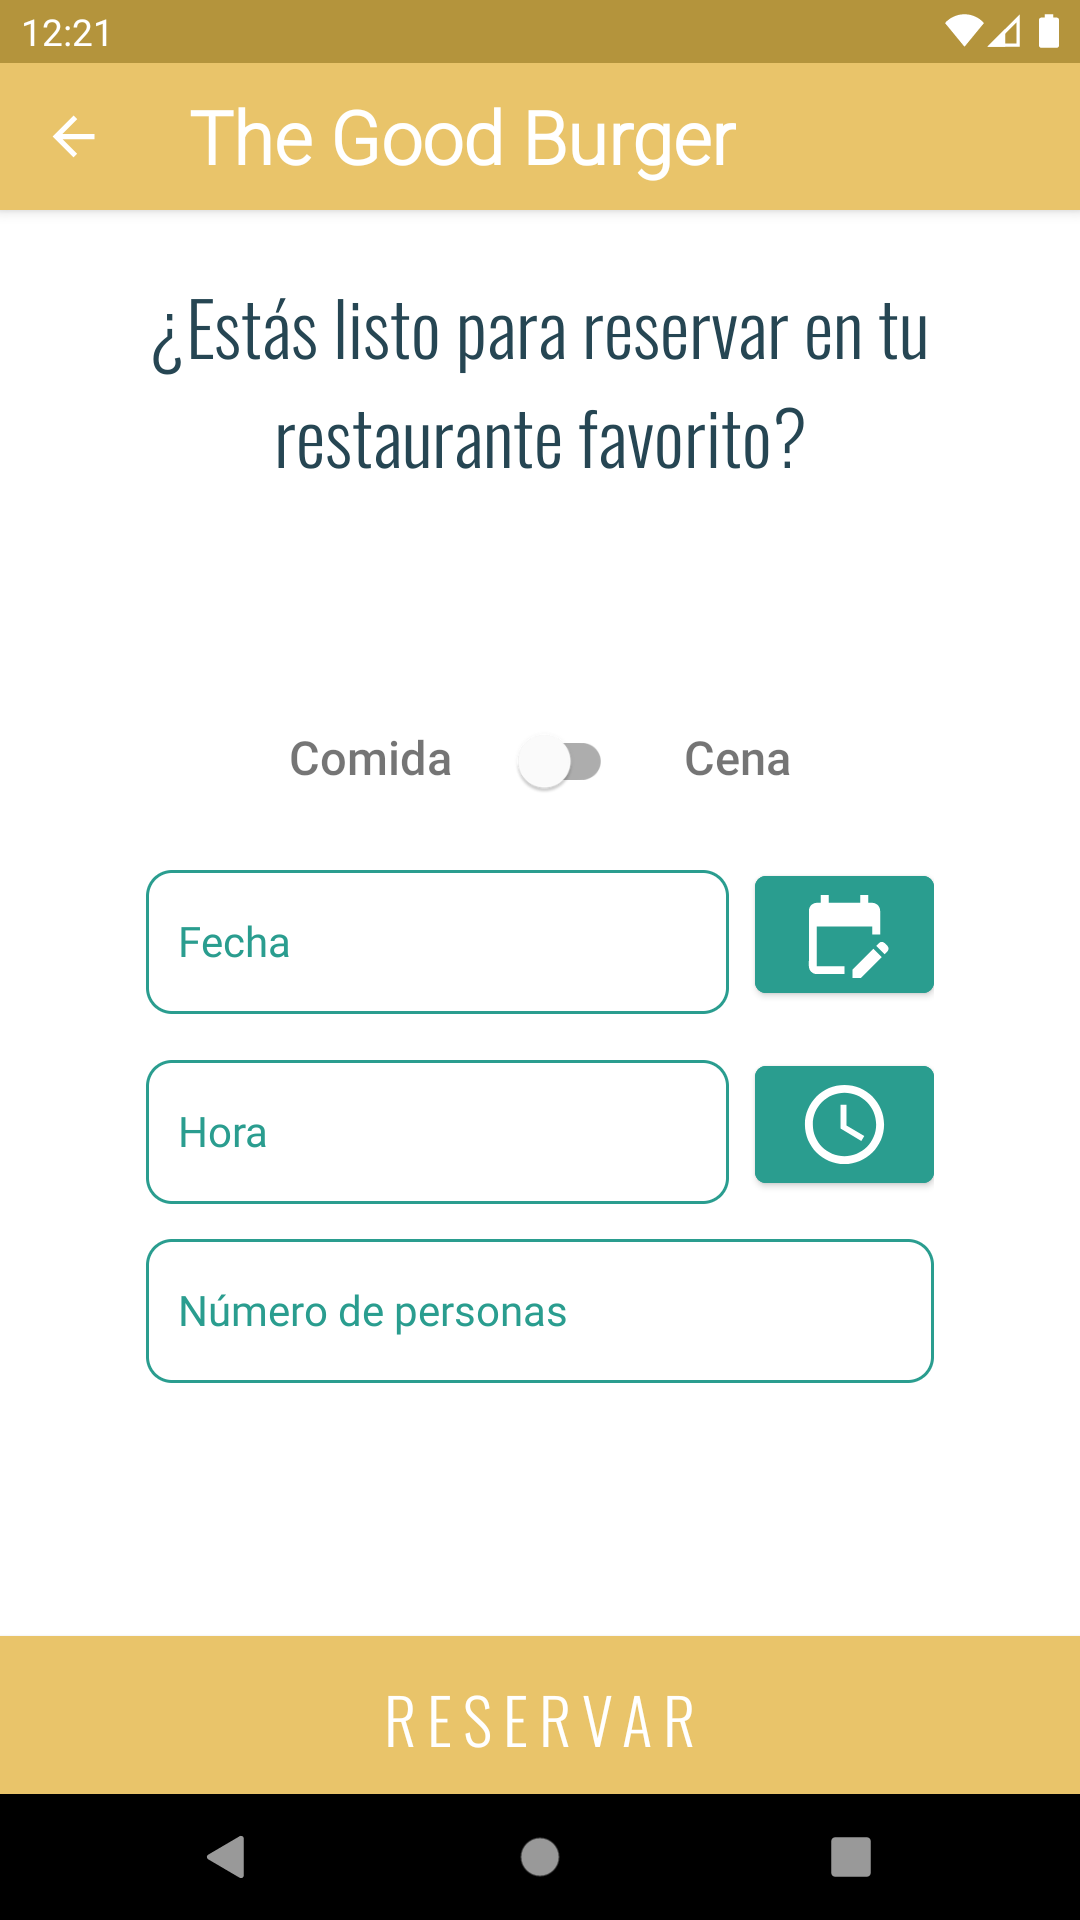 12:21
The Good Burger
¿Estás listo para reservar en tu
restaurante favorito?
Comida Cena
Fecha
Hora
Número de personas
RESERVAR